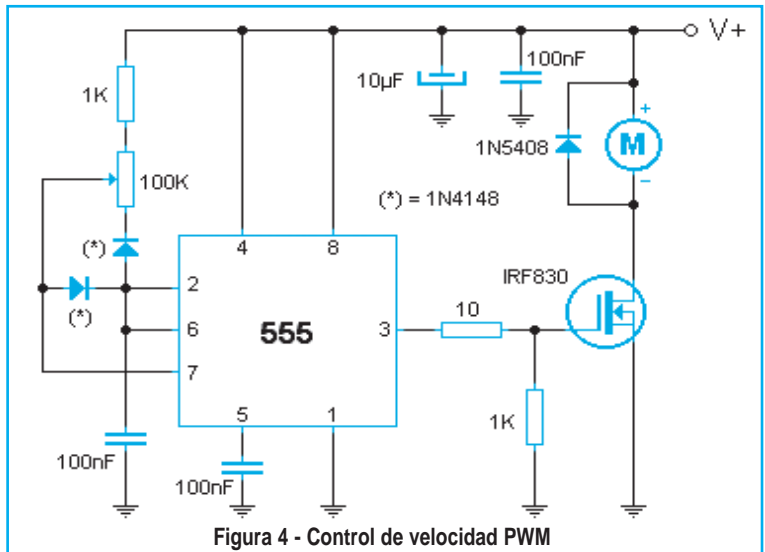 V+
100nF
10µF
1K
+
M
1N5408
−
100K
(*) = 1N4148
(*)
4
8
IRF830
2
(*)
10
6
555
3
7
5
1
1K
100nF
100nF
Figura 4 - Control de velocidad PWM